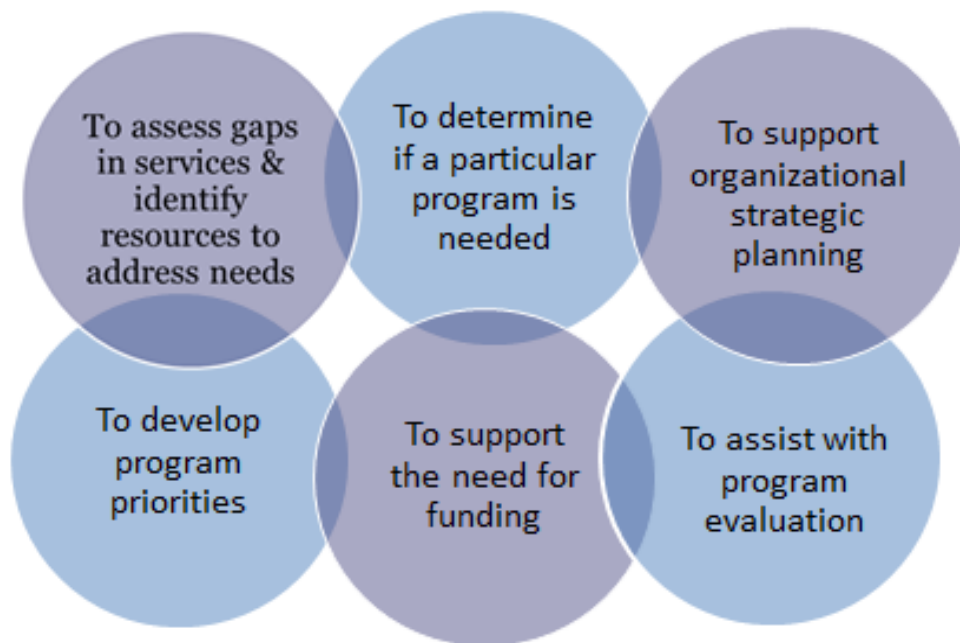 To assess gaps
in services &
identify
resources to
address needs
To determine
if a particular
program is
needed
To support
organizational
strategic
planning
To develop
program
priorities
To support
the need for
funding
To assist with
program
evaluation